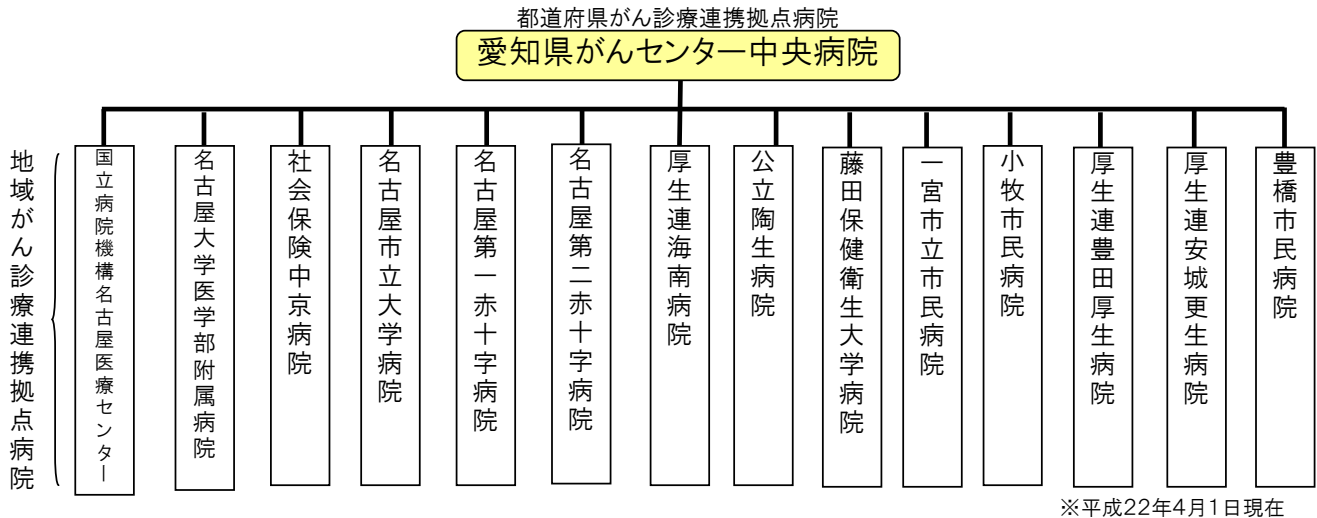 都道府県がん診療連携拠点病院
愛知県がんセンター中央病院
地域がん診療連携拠点病院
国立病院機構名古屋医療センター
名古屋大学医学部附属病院
社会保険中京病院
名古屋市立大学病院
名古屋第一赤十字病院
名古屋第二赤十字病院
厚生連海南病院
公立陶生病院
藤田保健衛生大学病院
一宮市立市民病院
小牧市民病院
厚生連豊田厚生病院
厚生連安城更生病院
豊橋市民病院
※平成22年4月1日現在